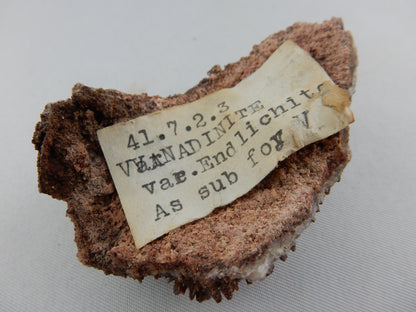 41.7.2.3
VANADINITE
var.Endlichite
As sub for V